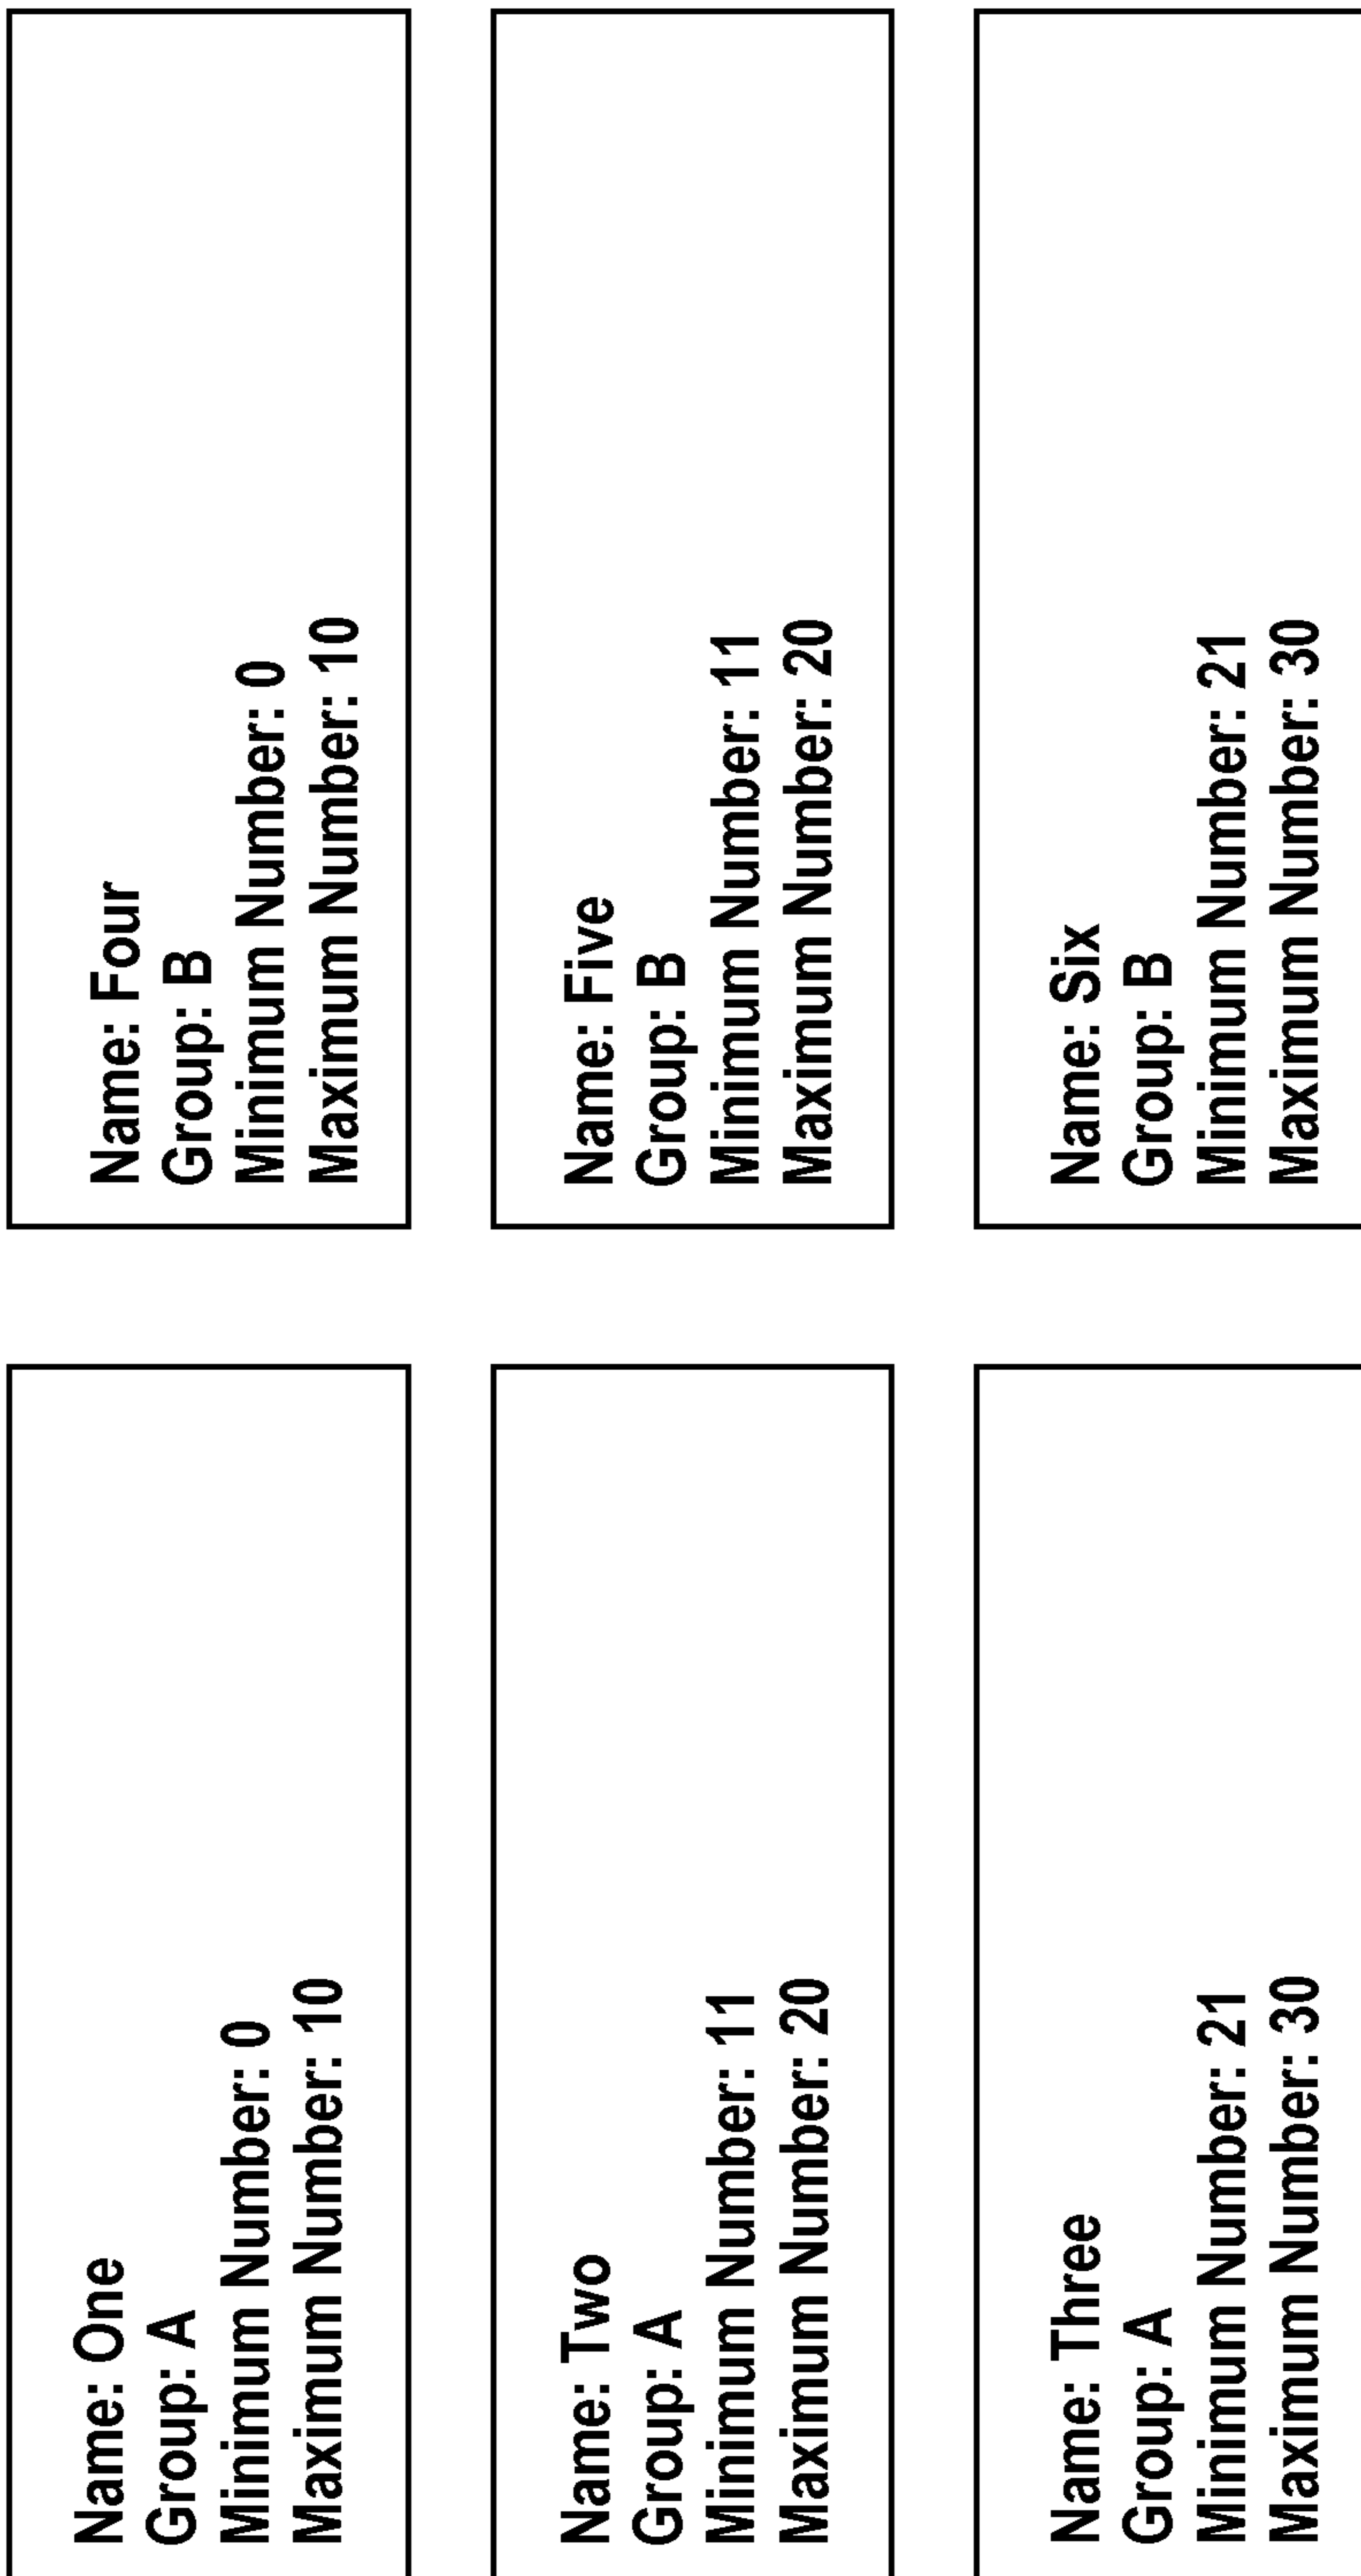 Name: One
Group: A
Minimum Number: 0
Maximum Number: 10
Name: Four
Group: B
Minimum Number: 0
Maximum Number: 10
Name: Two
Group: A
Minimum Number: 11
Maximum Number: 20
Name: Five
Group: B
Minimum Number: 11
Maximum Number: 20
Name: Three
Group: A
Minimum Number: 21
Maximum Number: 30
Name: Six
Group: B
Minimum Number: 21
Maximum Number: 30